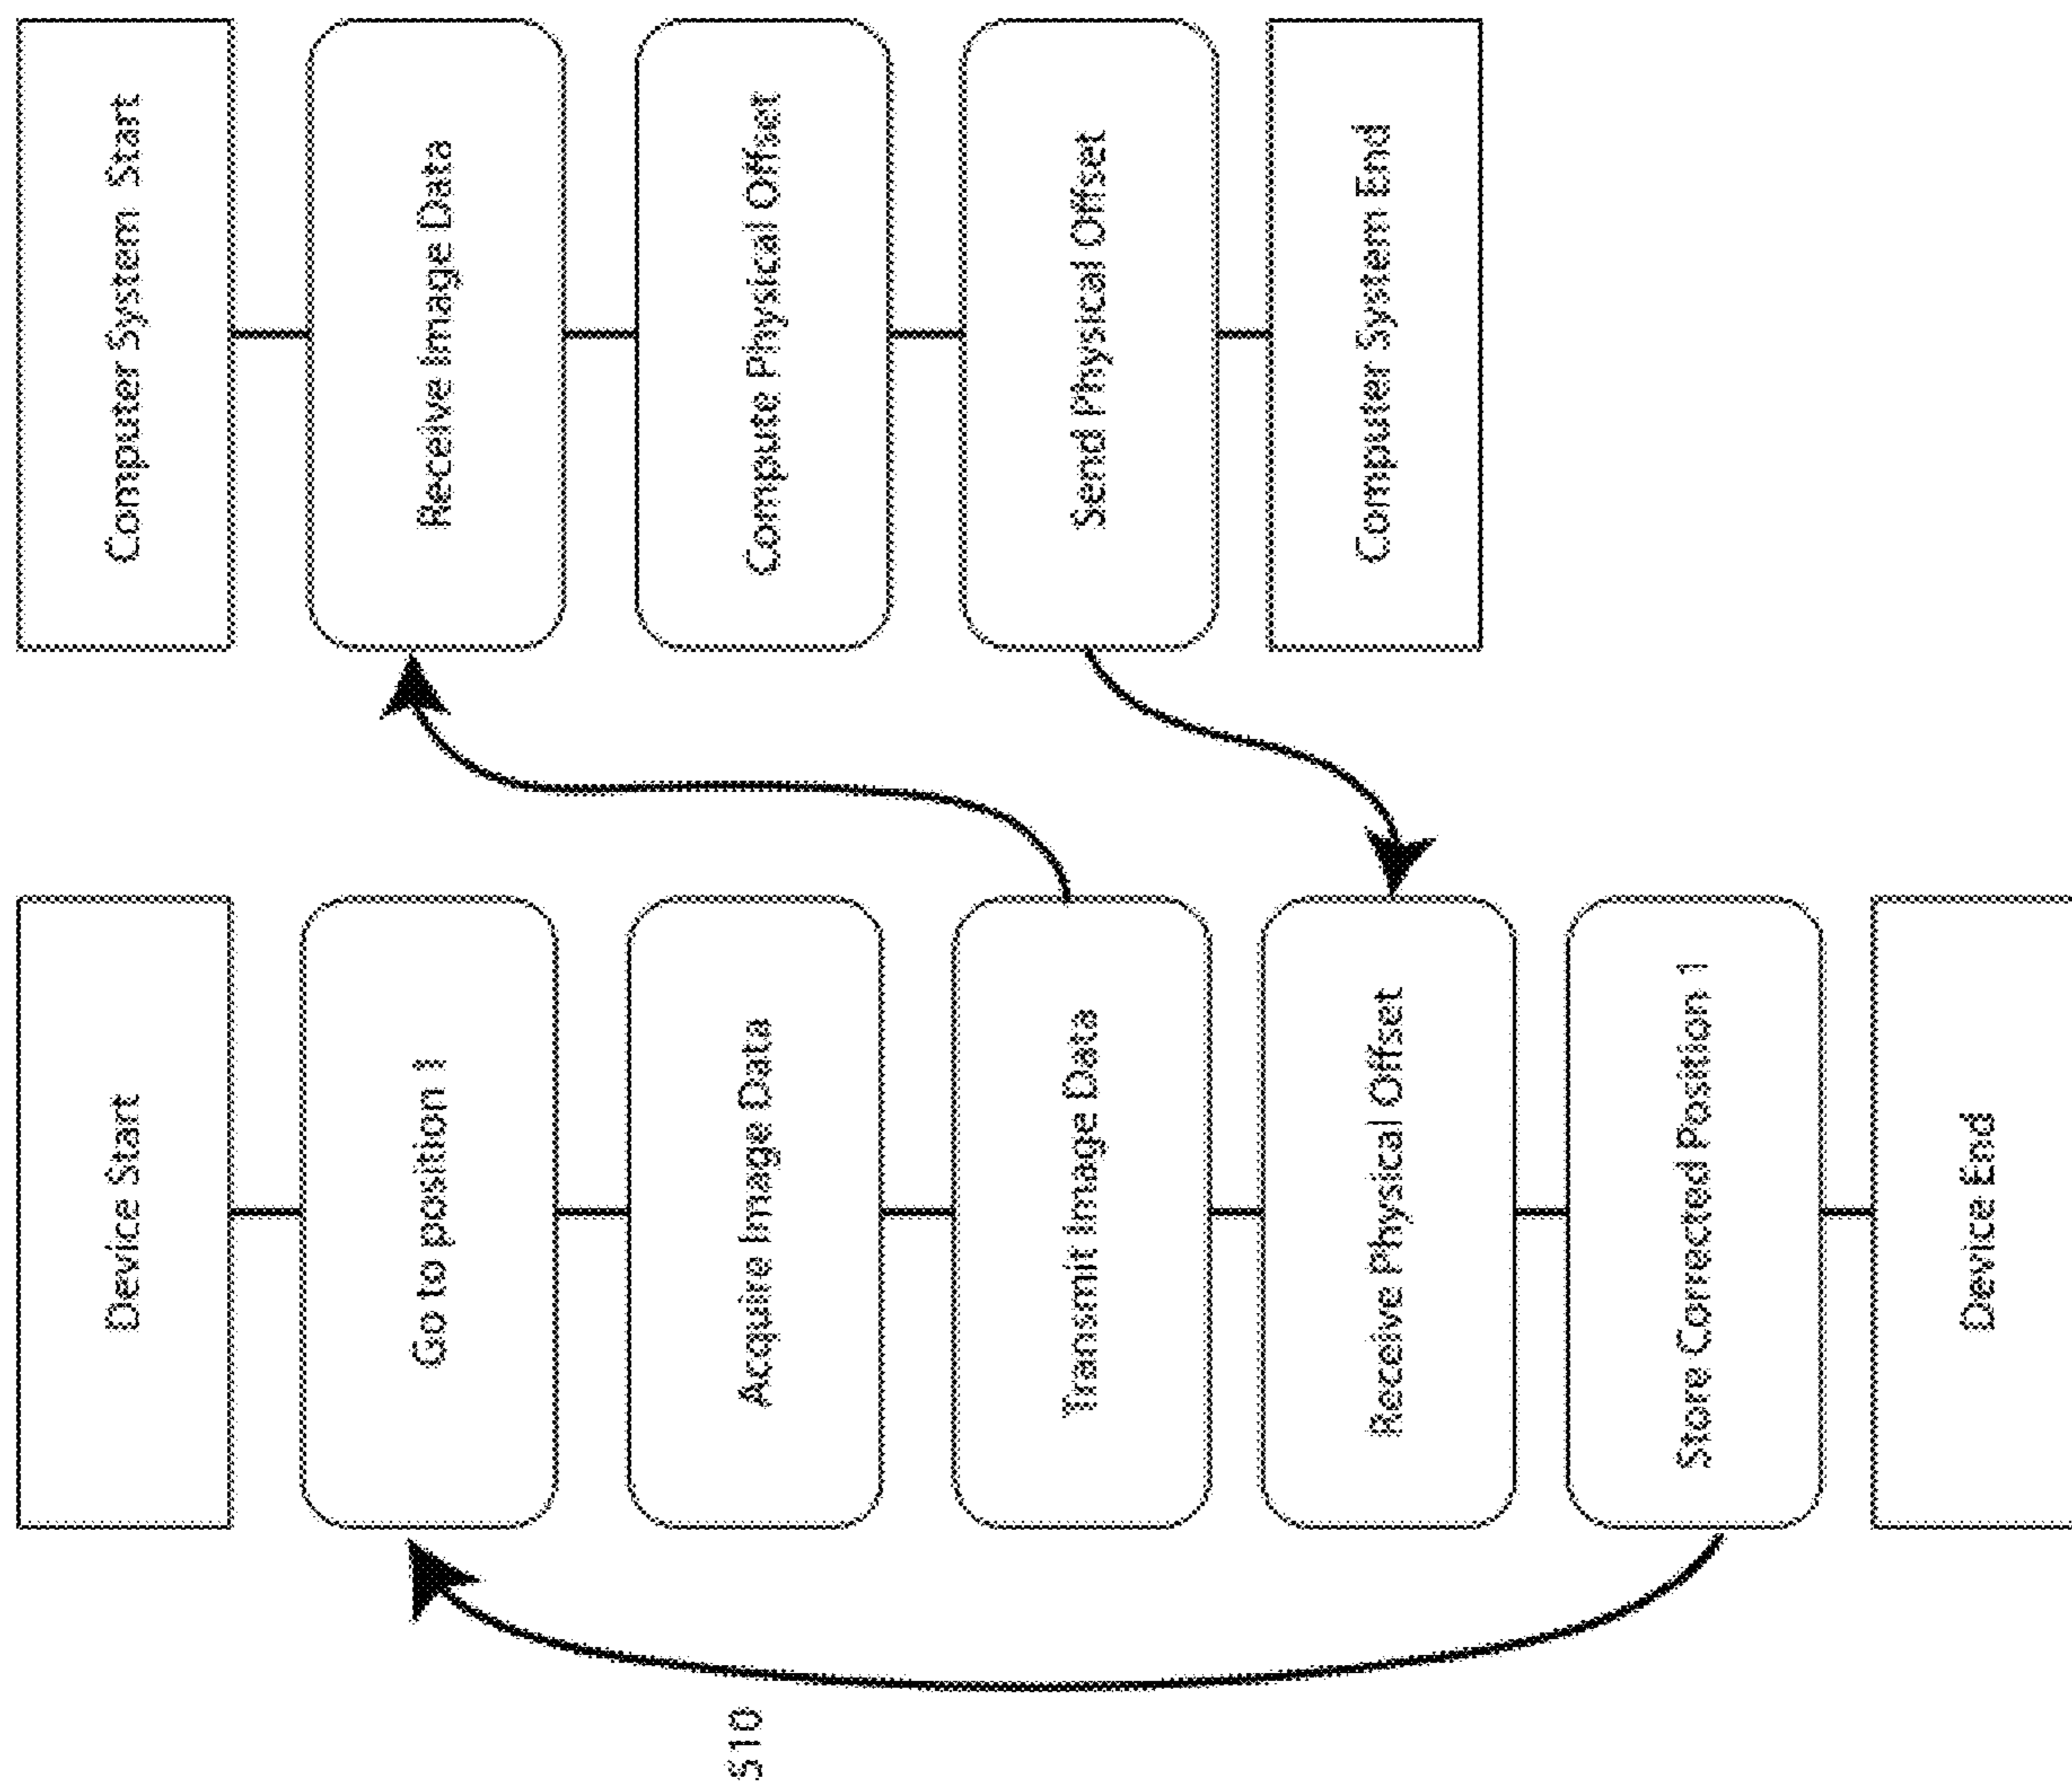 Device Start
Go to position 1
Acquire Image Data
Transmit Image Data
Receive Physical Offset
Store Corrected Position 1
Device End
S10
Computer System Start
Receive Image Data
Compute Physical Offset
Send Physical Offset
Computer System End